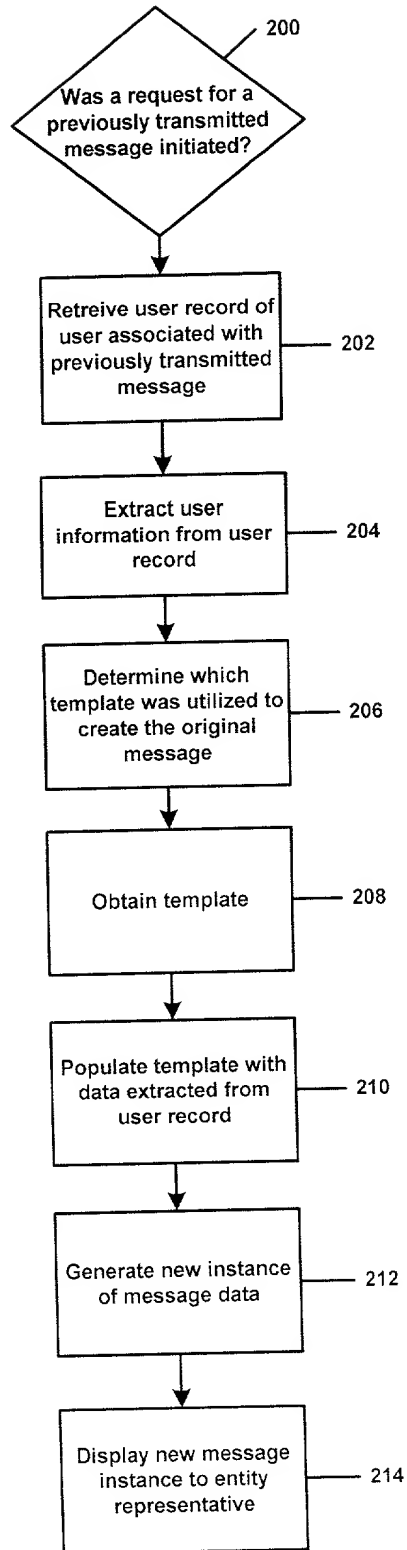 200
Was a request for a
previously transmitted
message initiated?
Retreive user record of
user associated with
previously transmitted
message
202
Extract user
information from user
record
204
Determine which
template was utilized to
create the original
message
206
Obtain template
208
Populate template with
data extracted from
user record
210
Generate new instance
of message data
212
Display new message
instance to entity
representative
214